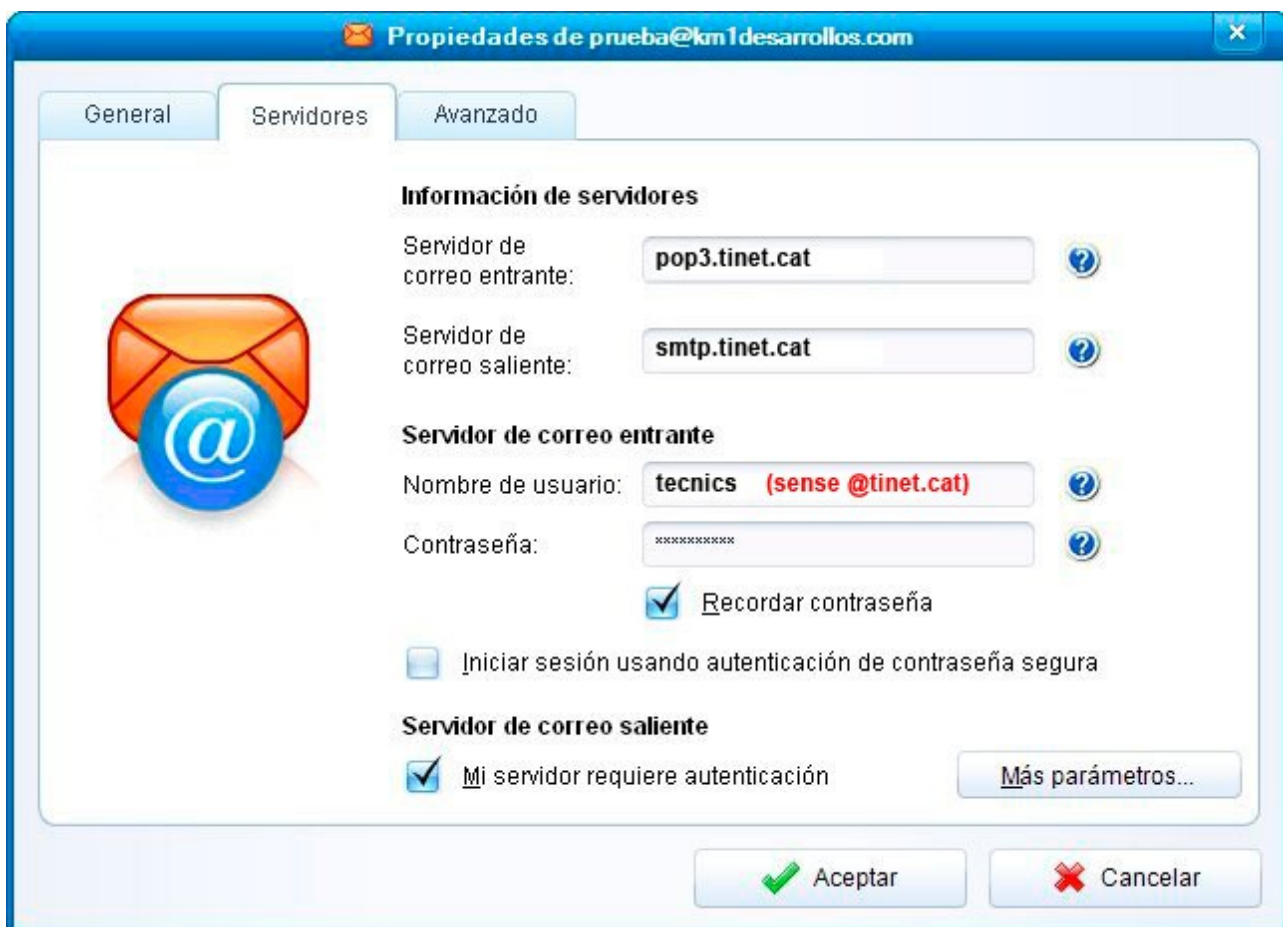 Propiedades de prueba@km1desarrollos.com
General Servidores Avanzado
Información de servidores
Servidor de
correo entrante:
pop3.tinet.cat
Servidor de
correo saliente:
smtp.tinet.cat
Servidor de correo entrante
Nombre de usuario: tecnics (sense @tinet.cat)
Contraseña: **********
Recordar contraseña
Iniciar sesión usando autenticación de contraseña segura
Servidor de correo saliente
Mi servidor requiere autenticación Más parámetros...
Aceptar Cancelar